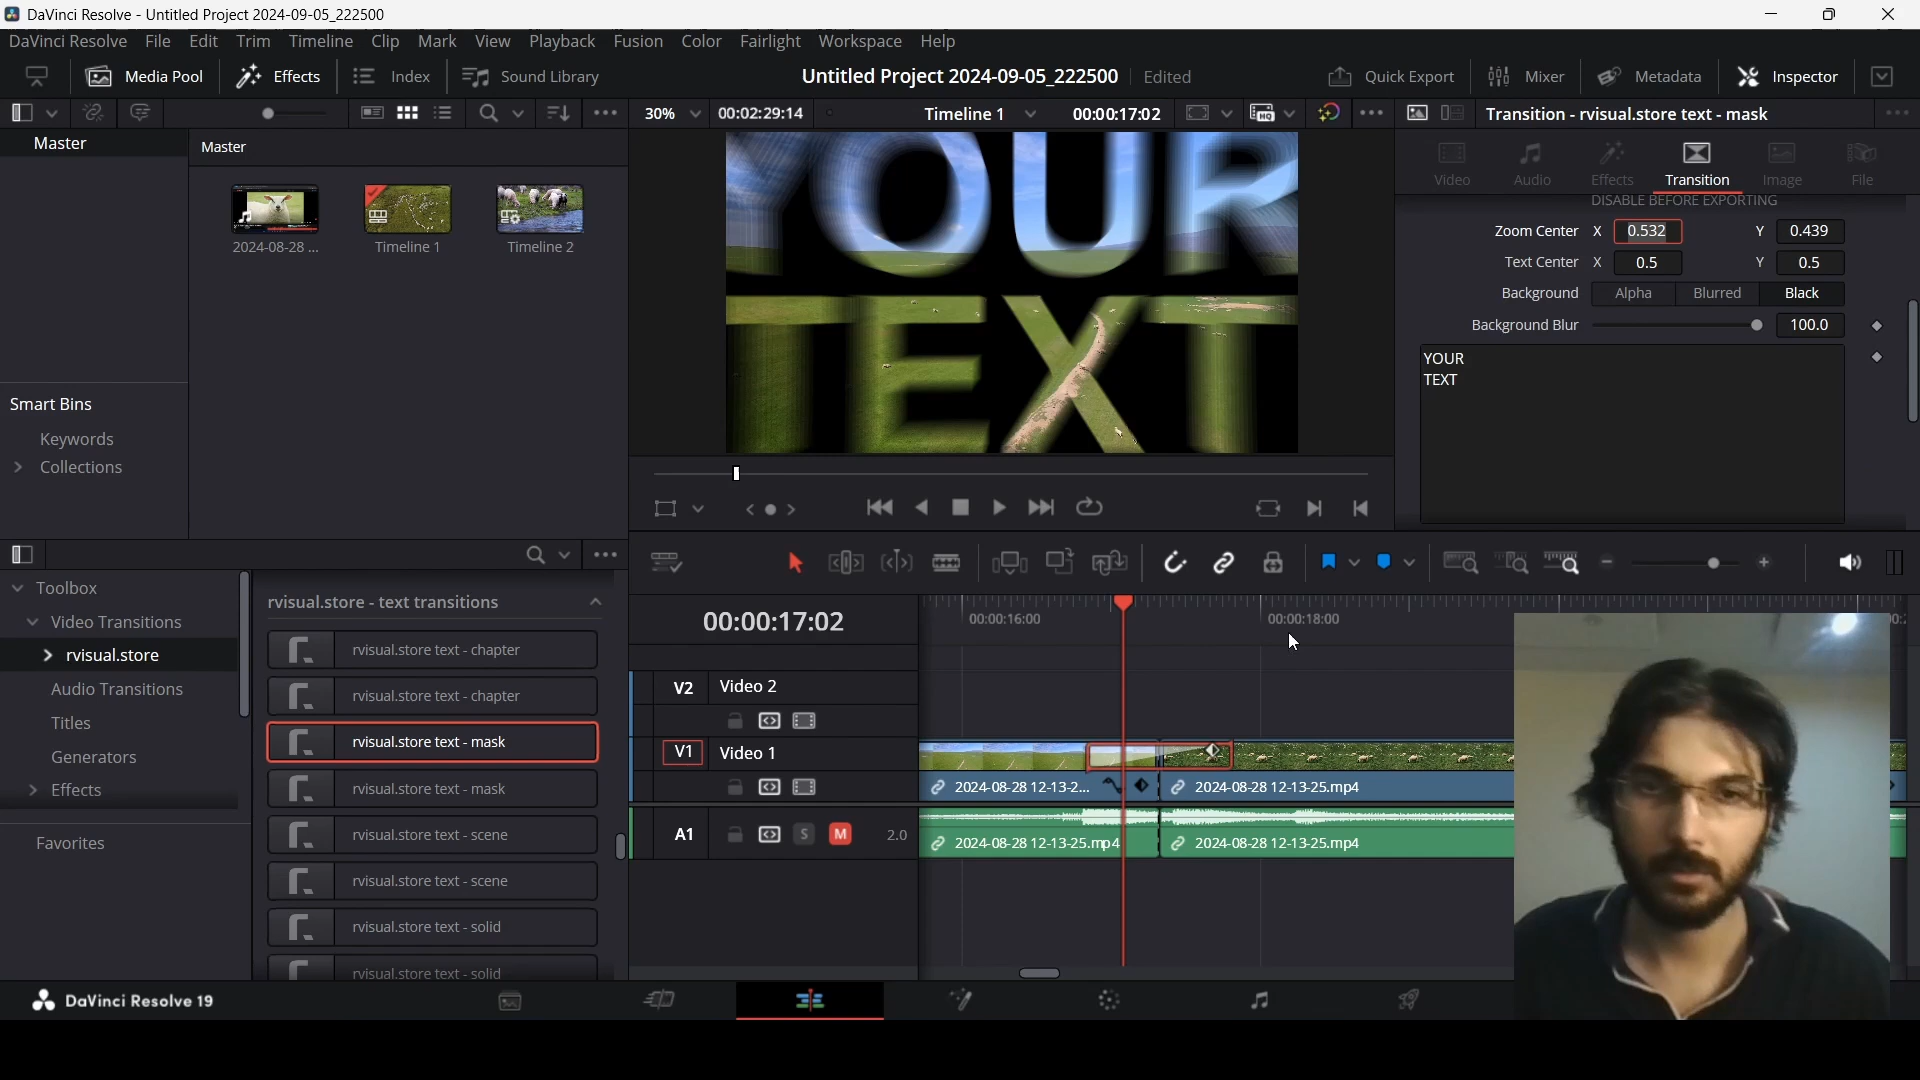 DaVinci Resolve - Untitled Project 2024-09-05_222500
DaVinci Resolve File Edit Trim Timeline Clip Mark View Playback Fusion Color Fairlight Workspace Help
Media Pool Effects Index Sound Library Untitled Project 2024-09-05_222500 Edited Quick Export Mixer Metadata Inspector
30% 00:02:29:14 Timeline 1 00:00:17:02 HQ Transition - rvisual.store text - mask
Master
Master
Video Audio Effects Transition Image File
DISABLE BEFORE EXPORTING
Zoom Center X 0.532 Y 0.439
Text Center X 0.5 Y 0.5
Background Alpha Blurred Black
Background Blur 100.0
YOUR
TEXT
2024-08-28 ... Timeline 1 Timeline 2
YOUR
TEXT
Smart Bins
Keywords
Collections
Toolbox
Video Transitions
rvisual.store
Audio Transitions
Titles
Generators
Effects
Favorites
rvisual.store - text transitions
rvisual.store text - chapter
rvisual.store text - chapter
rvisual.store text - mask
rvisual.store text - mask
rvisual.store text - scene
rvisual.store text - scene
rvisual.store text - solid
rvisual.store text - solid
00:00:17:02 00:00:16:00 00:00:18:00
V2 Video 2
V1 Video 1
2024-08-28 12-13-2... 2024-08-28 12-13-25.mp4
A1 S M 2.0
2024-08-28 12-13-25.mp4 2024-08-28 12-13-25.mp4
DaVinci Resolve 19